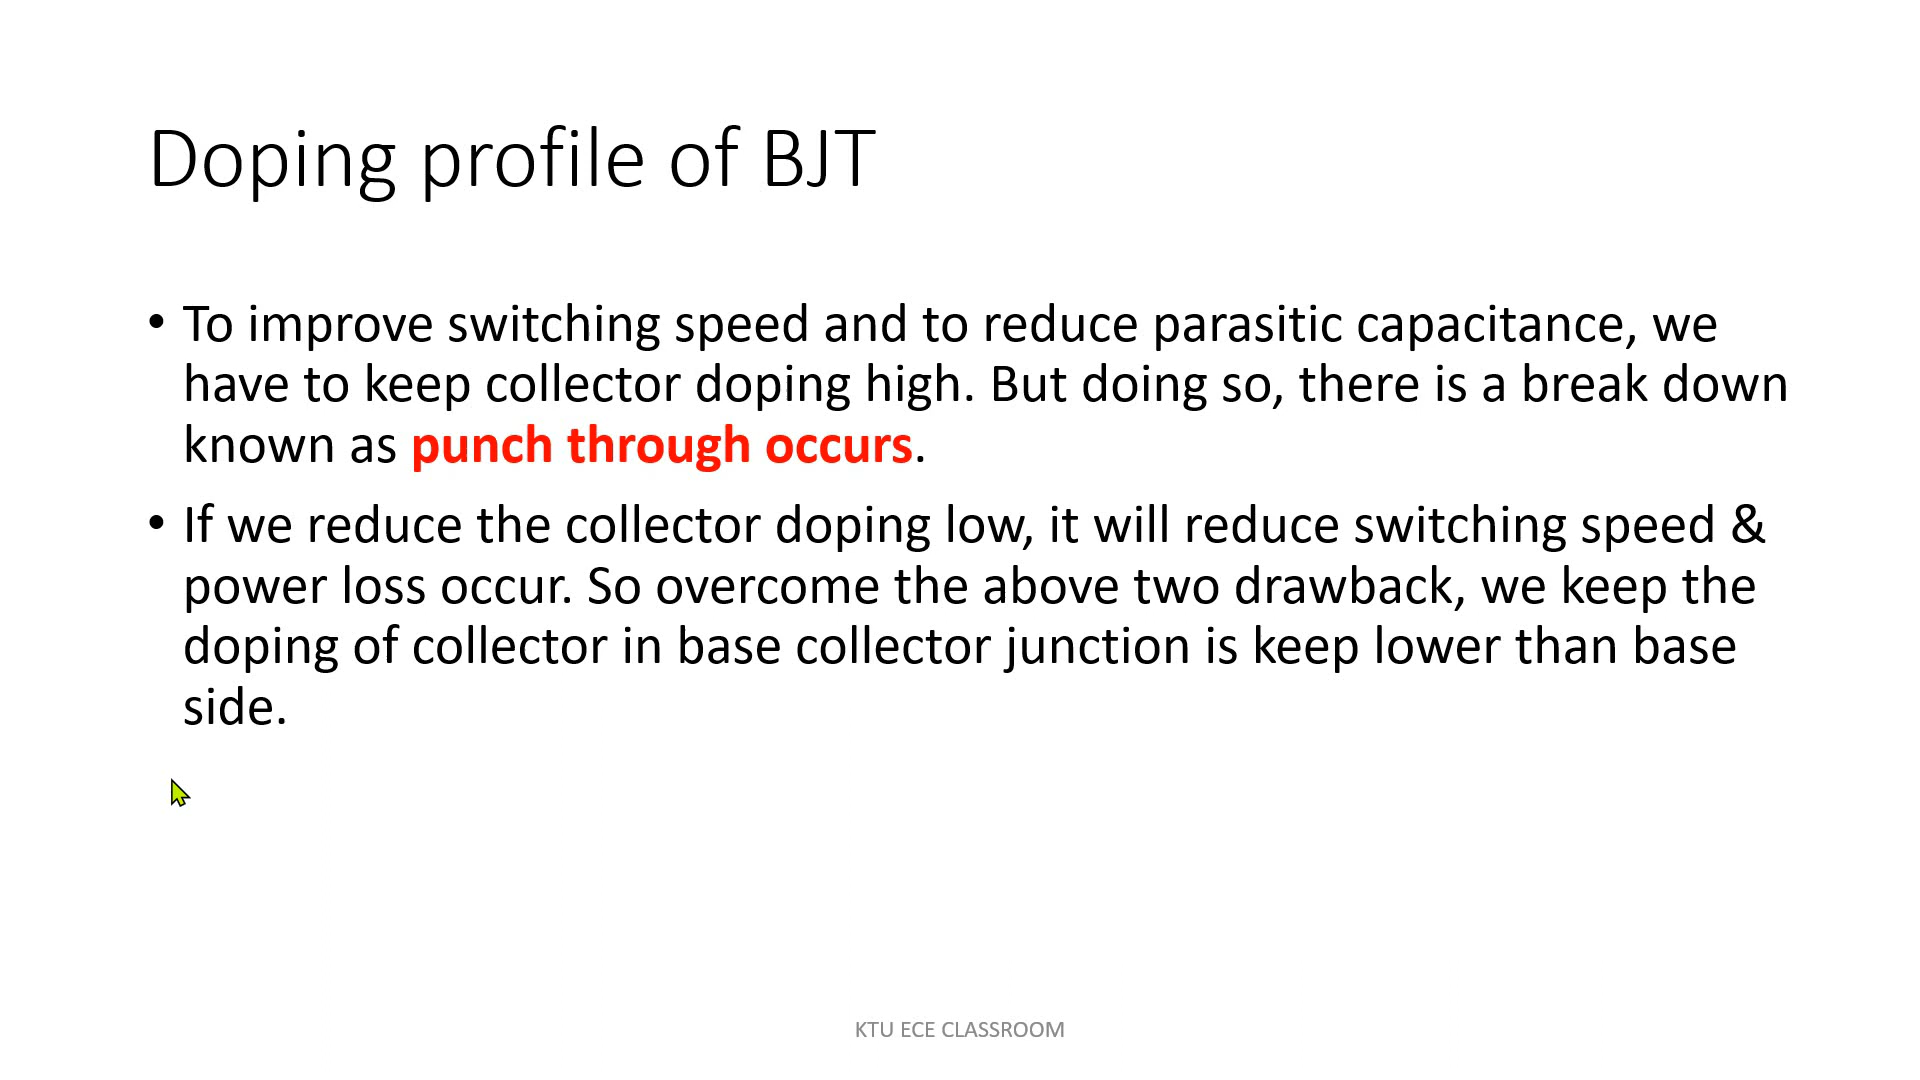 Doping profile of BJT
• To improve switching speed and to reduce parasitic capacitance, we
have to keep collector doping high. But doing so, there is a break down
known as punch through occurs.
• If we reduce the collector doping low, it will reduce switching speed &
power loss occur. So overcome the above two drawback, we keep the
doping of collector in base collector junction is keep lower than base
side.
KTU ECE CLASSROOM